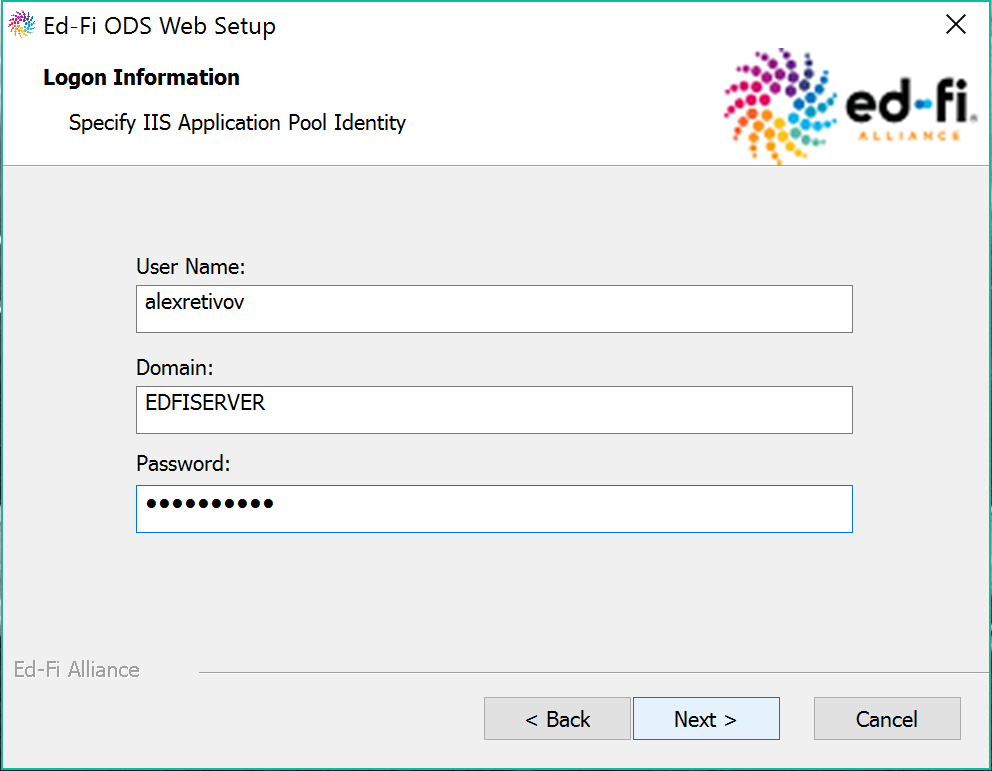 Ed-Fi ODS Web Setup
Logon Information
Specify IIS Application Pool Identity
ed-fi®
ALLIANCE
User Name:
alexretivov
Domain:
EDFISERVER
Password:
●●●●●●●●●●
Ed-Fi Alliance
< Back
Next >
Cancel